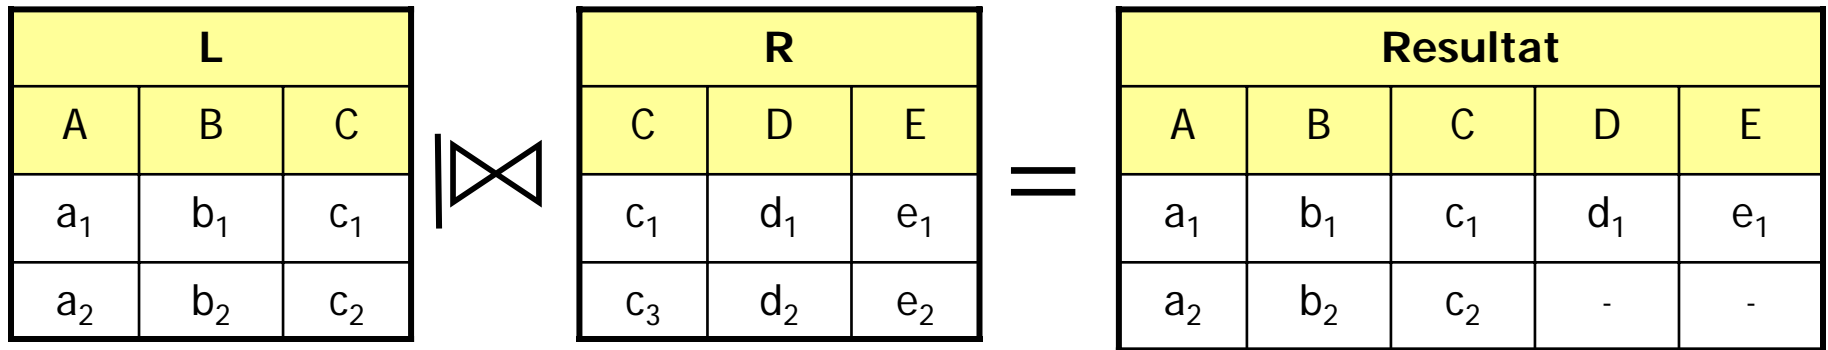 L R Resultat
A B C C D E A B C D E
a₁ b₁ c₁ ⟕ c₁ d₁ e₁ = a₁ b₁ c₁ d₁ e₁
a₂ b₂ c₂ c₃ d₂ e₂ a₂ b₂ c₂ - -